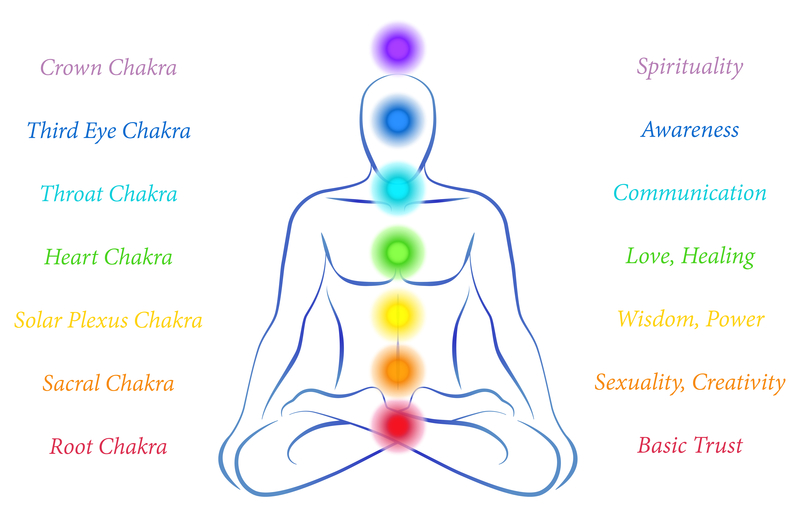 Crown Chakra
Spirituality
Third Eye Chakra
Awareness
Throat Chakra
Communication
Heart Chakra
Love, Healing
Solar Plexus Chakra
Wisdom, Power
Sacral Chakra
Sexuality, Creativity
Root Chakra
Basic Trust